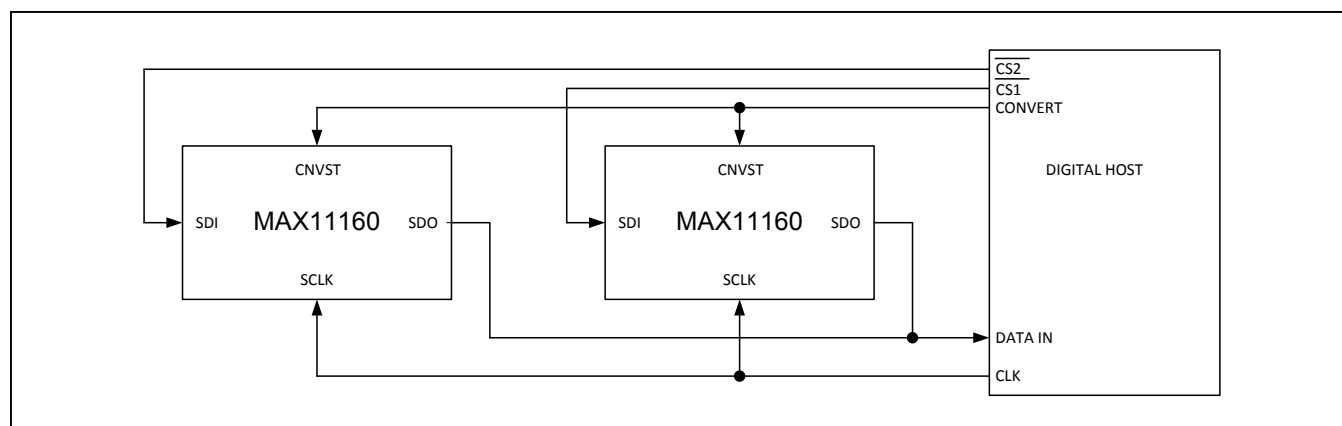 CS2
CS1
CONVERT
CNVST
CNVST
DIGITAL HOST
SDI
MAX11160
SDO
SDI
MAX11160
SDO
SCLK
SCLK
DATA IN
CLK